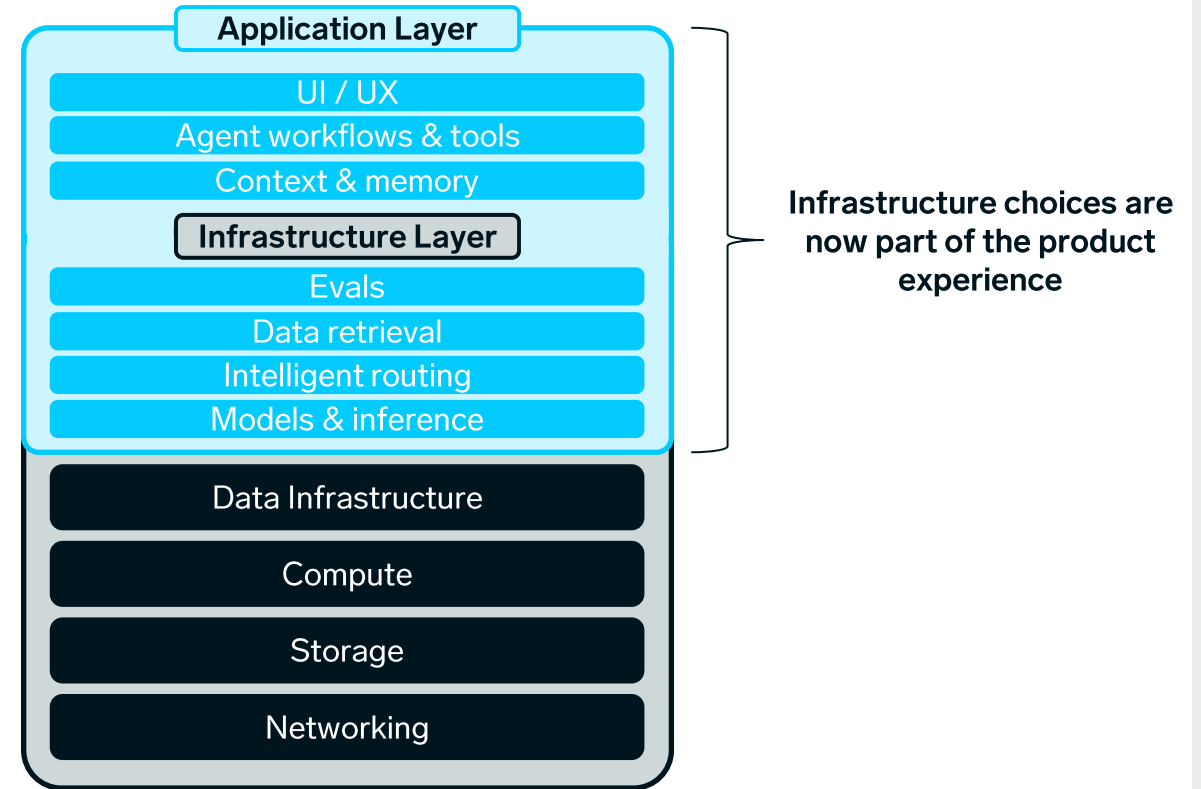 Application Layer
UI / UX
Agent workflows & tools
Context & memory
Infrastructure Layer
Evals
Data retrieval
Intelligent routing
Models & inference
Data Infrastructure
Compute
Storage
Networking
Infrastructure choices are
now part of the product
experience